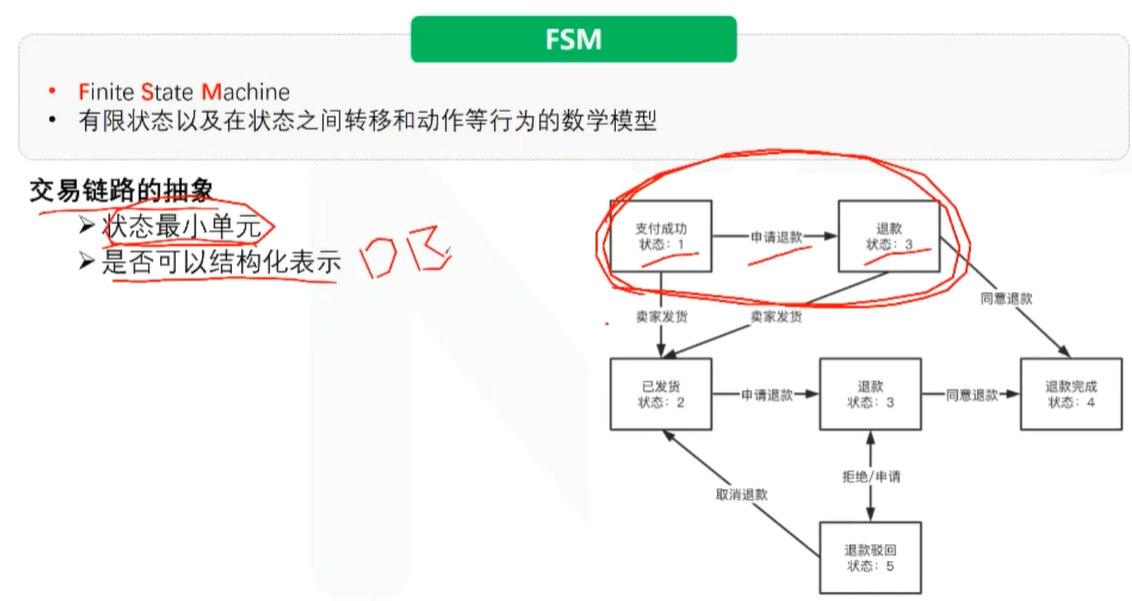 FSM
• Finite State Machine
• 有限状态以及在状态之间转移和动作等行为的数学模型
交易链路的抽象
➢状态最小单元
➢是否可以结构化表示 DB
支付成功
状态：1
申请退款
退款
状态：3
同意退款
卖家发货
卖家发货
已发货
状态：2
申请退款
退款
状态：3
同意退款
退款完成
状态：4
拒绝/申请
取消退款
退款驳回
状态：5